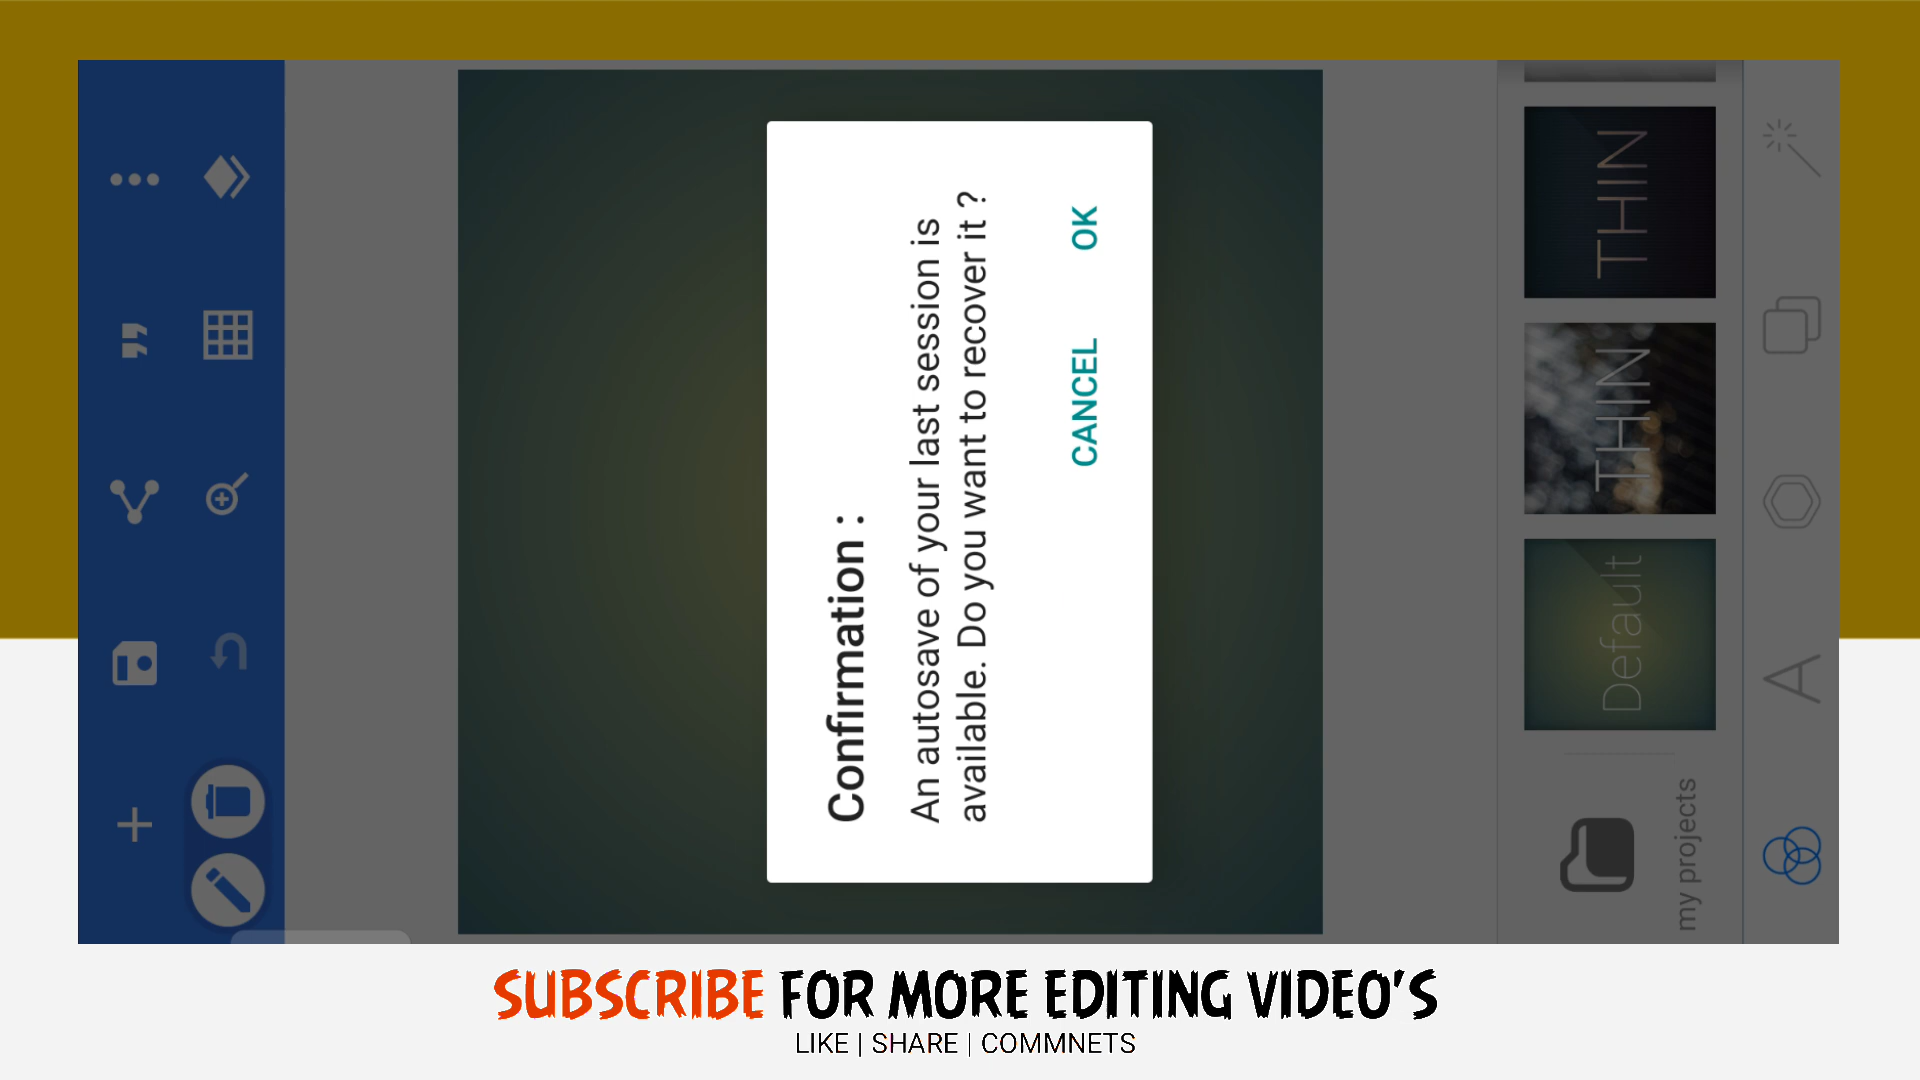 Confirmation :
An autosave of your last session is
available. Do you want to recover it ?
CANCEL OK
my projects
Default
THIN
THIN
A
SUBSCRIBE FOR MORE EDITING VIDEO'S
LIKE | SHARE | COMMNETS